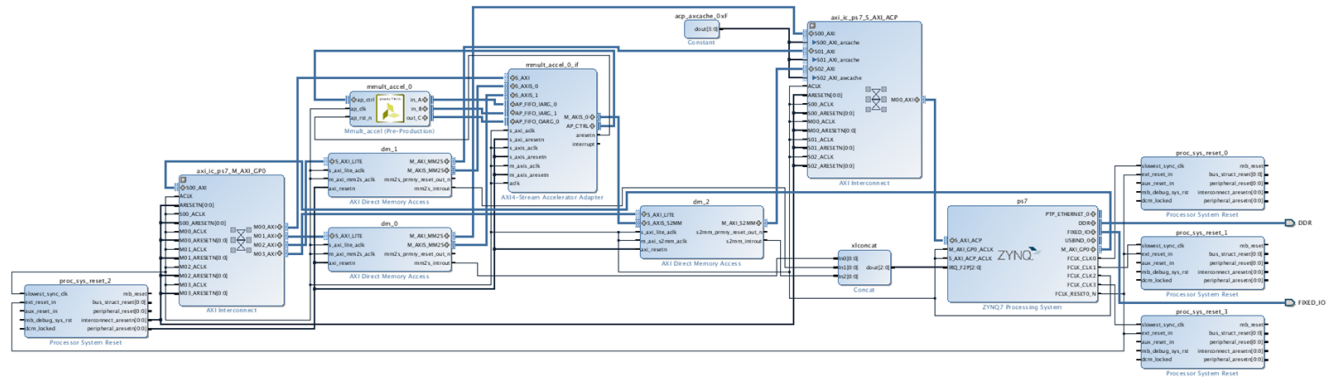 acp_axcache_0xF
dout[3:0]
Constant
axi_ic_ps7_S_AXI_ACP
S00_AXI
S00_AXI_arcache
S01_AXI
S01_AXI_arcache
S02_AXI
S02_AXI_awcache
ACLK
ARESETN[0:0]
S00_ACLK
S00_ARESETN[0:0]
M00_ACLK
M00_ARESETN[0:0]
S01_ACLK
S01_ARESETN[0:0]
S02_ACLK
S02_ARESETN[0:0]
M00_AXI
AXI Interconnect
mmult_accel_0_if
S_AXI
S_AXIS_0
S_AXIS_1
AP_FIFO_IARG_0
AP_FIFO_IARG_1
AP_FIFO_OARG_0
s_axi_aclk
s_axi_aresetn
s_axis_aclk
s_axis_aresetn
m_axis_aclk
m_axis_aresetn
aclk
M_AXIS_0
AP_CTRL
aresetn
interrupt
AXI4-Stream Accelerator Adapter
mmult_accel_0
ap_ctrl
ap_clk
ap_rst_n
in_A
in_B
out_C
Mmult_accel (Pre-Production)
dm_1
S_AXI_LITE
s_axi_lite_aclk
m_axi_mm2s_aclk
axi_resetn
M_AXI_MM2S
M_AXIS_MM2S
mm2s_prmry_reset_out_n
mm2s_introut
AXI Direct Memory Access
axi_ic_ps7_M_AXI_GP0
S00_AXI
ACLK
ARESETN[0:0]
S00_ACLK
S00_ARESETN[0:0]
M00_ACLK
M00_ARESETN[0:0]
M01_ACLK
M01_ARESETN[0:0]
M02_ACLK
M02_ARESETN[0:0]
M03_ACLK
M03_ARESETN[0:0]
M00_AXI
M01_AXI
M02_AXI
M03_AXI
AXI Interconnect
dm_0
S_AXI_LITE
s_axi_lite_aclk
m_axi_mm2s_aclk
axi_resetn
M_AXI_MM2S
M_AXIS_MM2S
mm2s_prmry_reset_out_n
mm2s_introut
AXI Direct Memory Access
dm_2
S_AXI_LITE
S_AXIS_S2MM
s_axi_lite_aclk
m_axi_s2mm_aclk
axi_resetn
M_AXI_S2MM
s2mm_prmry_reset_out_n
s2mm_introut
AXI Direct Memory Access
xlconcat
In0[0:0]
In1[0:0]
In2[0:0]
dout[2:0]
Concat
ps7
S_AXI_ACP
M_AXI_GP0_ACLK
S_AXI_ACP_ACLK
IRQ_F2P[2:0]
ZYNQ
PTP_ETHERNET_0
DDR
FIXED_IO
USBIND_0
M_AXI_GP0
FCLK_CLK0
FCLK_CLK1
FCLK_CLK2
FCLK_CLK3
FCLK_RESET0_N
ZYNQ7 Processing System
proc_sys_reset_0
slowest_sync_clk
ext_reset_in
aux_reset_in
mb_debug_sys_rst
dcm_locked
mb_reset
bus_struct_reset[0:0]
peripheral_reset[0:0]
interconnect_aresetn[0:0]
peripheral_aresetn[0:0]
Processor System Reset
DDR
proc_sys_reset_1
slowest_sync_clk
ext_reset_in
aux_reset_in
mb_debug_sys_rst
dcm_locked
mb_reset
bus_struct_reset[0:0]
peripheral_reset[0:0]
interconnect_aresetn[0:0]
peripheral_aresetn[0:0]
Processor System Reset
FIXED_IO
proc_sys_reset_3
slowest_sync_clk
ext_reset_in
aux_reset_in
mb_debug_sys_rst
dcm_locked
mb_reset
bus_struct_reset[0:0]
peripheral_reset[0:0]
interconnect_aresetn[0:0]
peripheral_aresetn[0:0]
Processor System Reset
proc_sys_reset_2
slowest_sync_clk
ext_reset_in
aux_reset_in
mb_debug_sys_rst
dcm_locked
mb_reset
bus_struct_reset[0:0]
peripheral_reset[0:0]
interconnect_aresetn[0:0]
peripheral_aresetn[0:0]
Processor System Reset